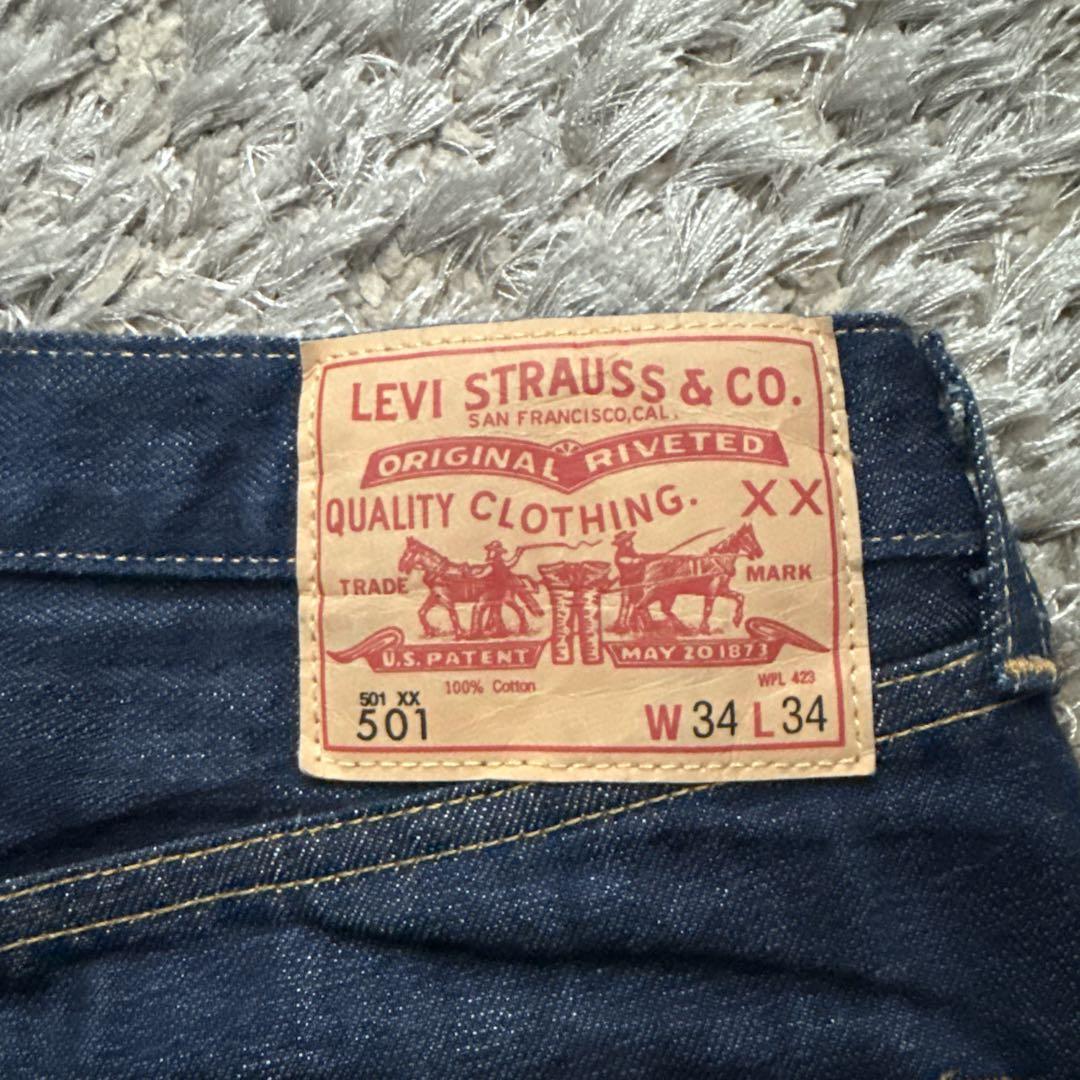 LEVI STRAUSS & CO.
SAN FRANCISCO, CAL.
ORIGINAL RIVETED
QUALITY CLOTHING. XX
TRADE MARK
U.S. PATENT MAY 20 1873
100% Cotton WPL 423
501 XX
501 W 34 L 34